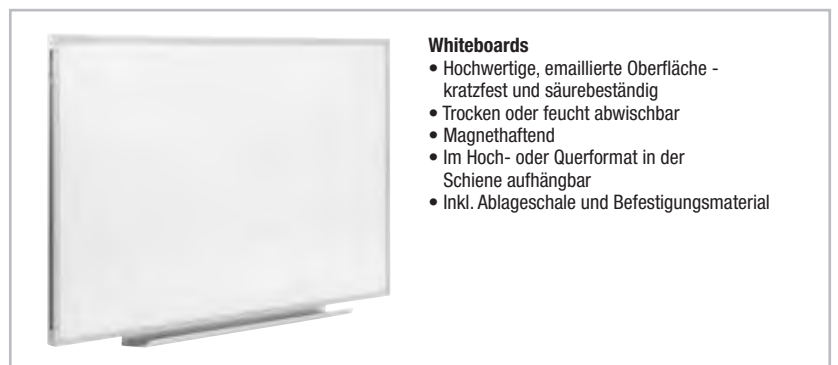 Whiteboards
• Hochwertige, emaillierte Oberfläche -
kratzfest und säurebeständig
• Trocken oder feucht abwischbar
• Magnethaftend
• Im Hoch- oder Querformat in der
Schiene aufhängbar
• Inkl. Ablageschale und Befestigungsmaterial